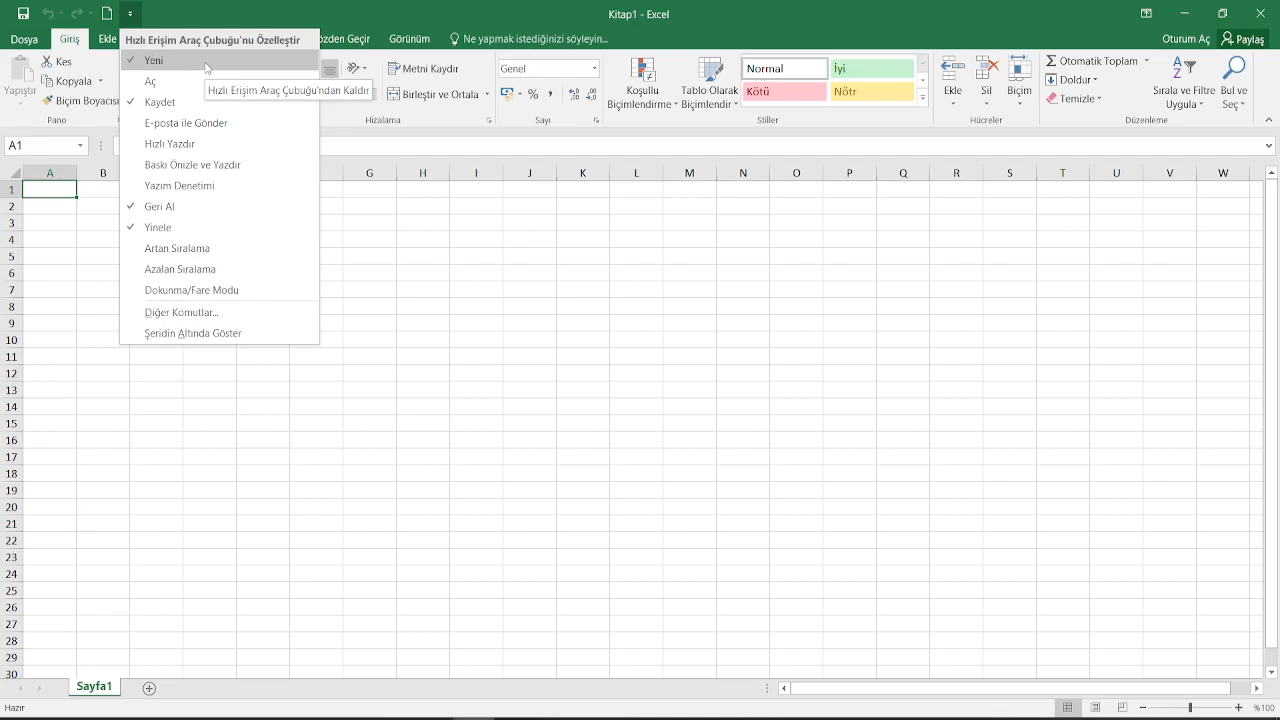 Kitap1 - Excel
Dosya Giriş Ekle özden Geçir Görünüm Ne yapmak istediğinizi söyleyin... Oturum Aç Paylaş
Hızlı Erişim Araç Çubuğu'nu Özelleştir
Yeni
Aç
Hızlı Erişim Araç Çubuğu'ndan Kaldır
Kaydet
E-posta ile Gönder
Hızlı Yazdır
Baskı Önizle ve Yazdır
Yazım Denetimi
Geri Al
Yinele
Artan Sıralama
Azalan Sıralama
Dokunma/Fare Modu
Diğer Komutlar...
Şeridin Altında Göster
Yapıştır
Kes
Kopyala
Biçim Boyacısı
Pano
Metni Kaydır
Birleştir ve Ortala
Hizalama
Genel
%
Sayı
Koşullu
Biçimlendirme
Tablo Olarak
Biçimlendir
Normal İyi
Kötü Nötr
Stiller
Ekle Sil Biçim
Hücreler
Otomatik Toplam
Doldur
Temizle
Sırala ve Filtre
Uygula
Bul ve
Seç
Düzenleme
A1
A B G H I J K L M N O P Q R S T U V W
1
2
3
4
5
6
7
8
9
10
11
12
13
14
15
16
17
18
19
20
21
22
23
24
25
26
27
28
29
30
Sayfa1
Hazır
%100